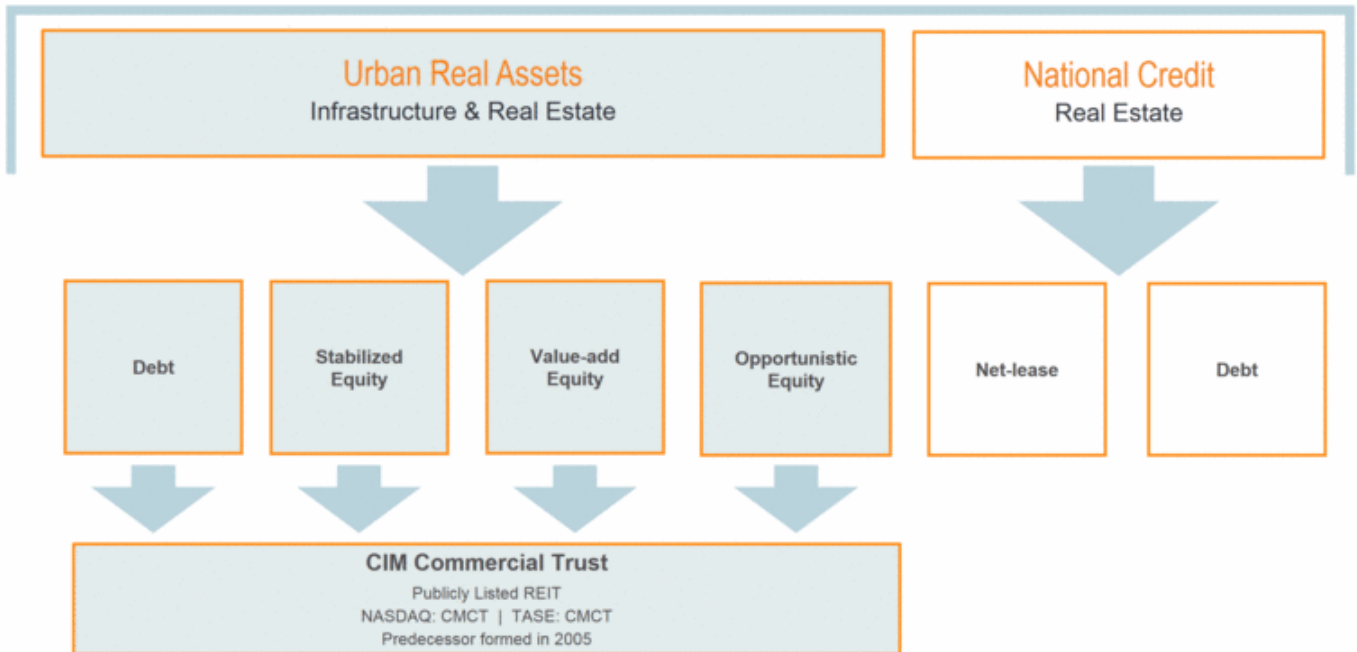 Urban Real Assets
Infrastructure & Real Estate
National Credit
Real Estate
Debt
Stabilized
Equity
Value-add
Equity
Opportunistic
Equity
Net-lease
Debt
CIM Commercial Trust
Publicly Listed REIT
NASDAQ: CMCT | TASE: CMCT
Predecessor formed in 2005